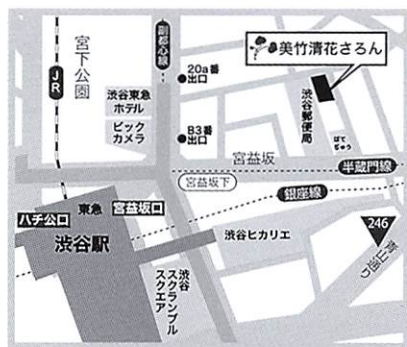 美竹清花さろん
宮下公園
JR
副都心線
20a番
出口
渋谷東急
ホテル
ビック
カメラ
B3番
出口
渋谷郵便局
ぼて
ぢゅう
宮益坂
宮益坂下
半蔵門線
銀座線
東急
宮益坂口
ハチ公口
渋谷駅
渋谷ヒカリエ
渋谷
スクランブル
スクエア
246
青山通り